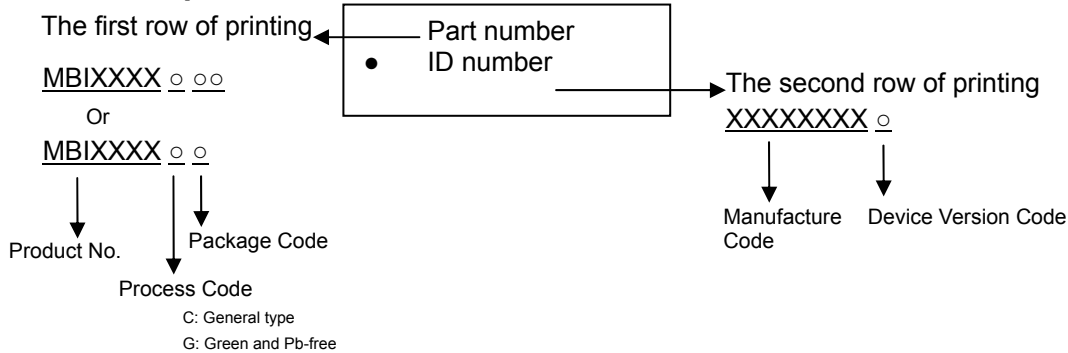 The first row of printing
Part number
● ID number
MBIXXXX ○ ○○
Or
MBIXXXX ○ ○
The second row of printing
XXXXXXXX ○
Product No.
Package Code
Process Code
C: General type
G: Green and Pb-free
Manufacture
Code
Device Version Code